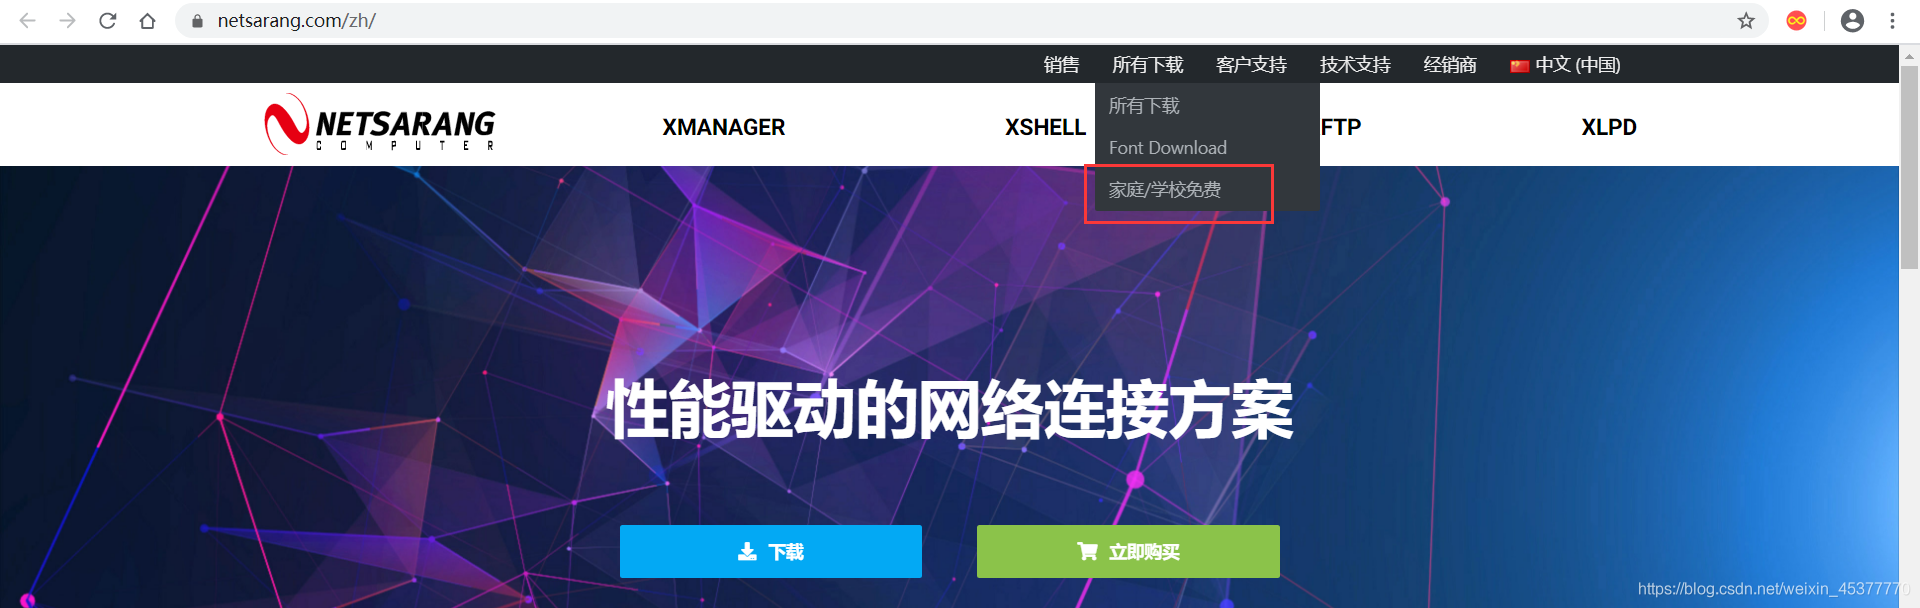 netsarang.com/zh/
销售 所有下载 客户支持 技术支持 经销商 中文 (中国)
所有下载
Font Download
家庭/学校免费
NETSARANG
COMPUTER
XMANAGER XSHELL FTP XLPD
性能驱动的网络连接方案
下载 立即购买
https://blog.csdn.net/weixin_45377770